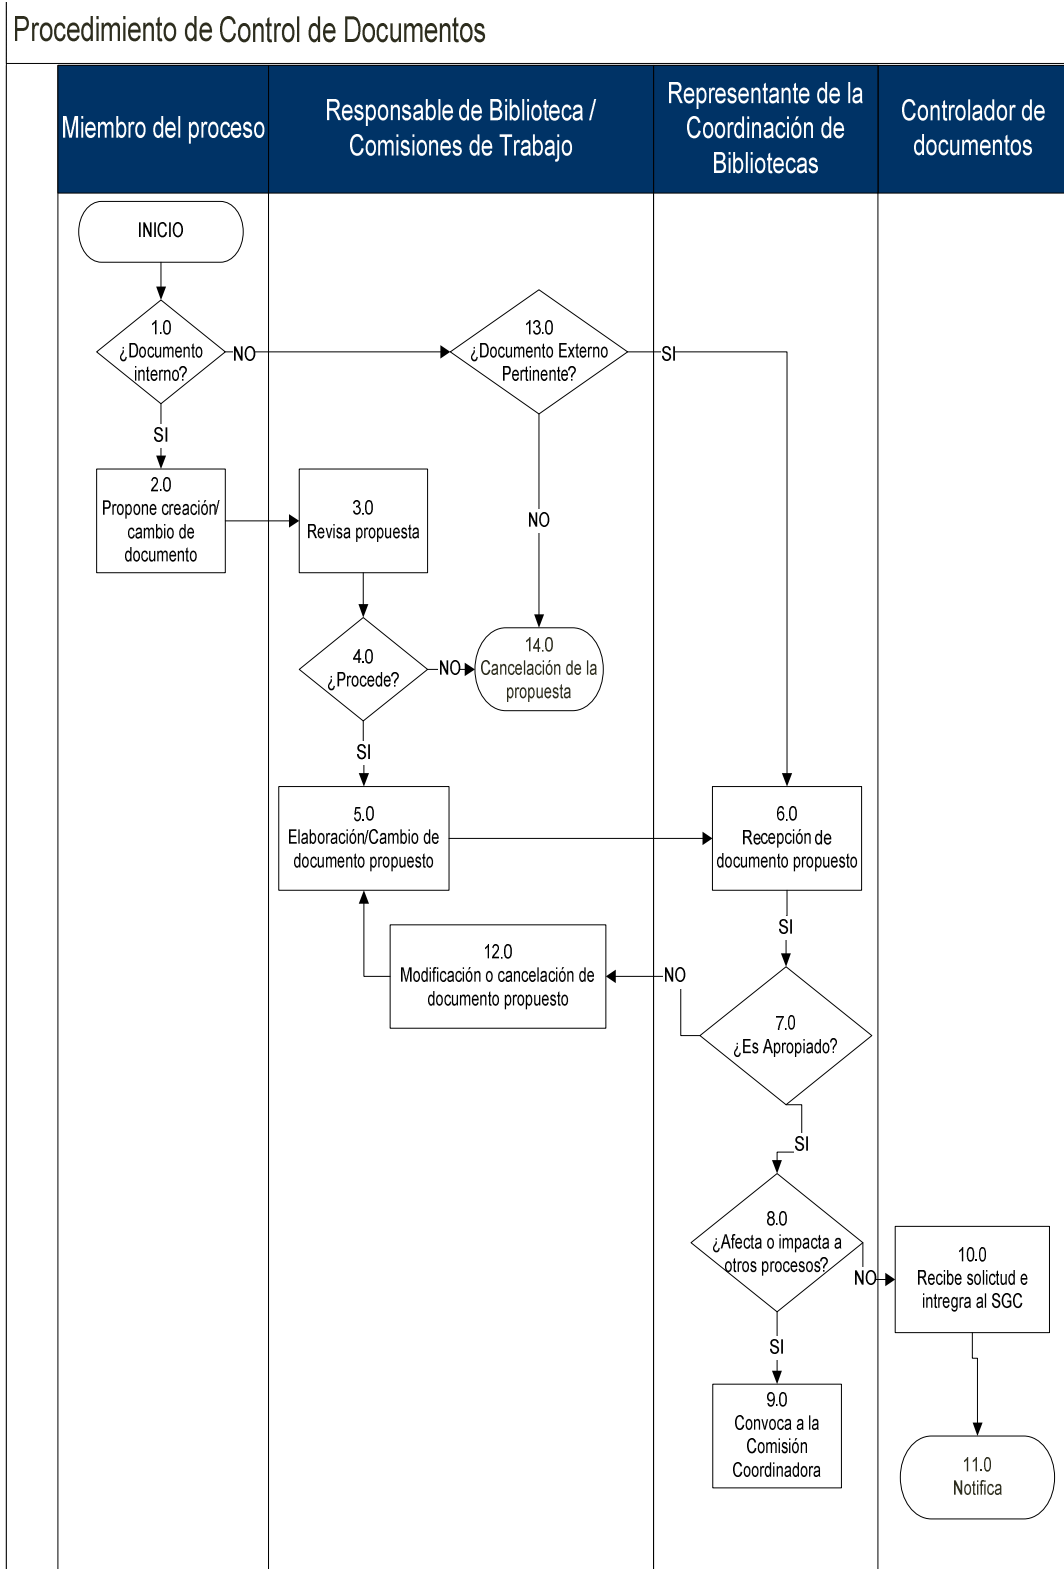 Procedimiento de Control de Documentos
Miembro del proceso
Responsable de Biblioteca /
Comisiones de Trabajo
Representante de la
Coordinación de
Bibliotecas
Controlador de
documentos
INICIO
1.0
¿Documento
interno?
NO
13.0
¿Documento Externo
Pertinente?
SI
SI
2.0
Propone creación/
cambio de
documento
3.0
Revisa propuesta
NO
4.0
¿Procede?
NO
14.0
Cancelación de la
propuesta
SI
5.0
Elaboración/Cambio de
documento propuesto
6.0
Recepción de
documento propuesto
SI
12.0
Modificación o cancelación de
documento propuesto
NO
7.0
¿Es Apropiado?
SI
8.0
¿Afecta o impacta a
otros procesos?
NO
10.0
Recibe solictud e
intregra al SGC
SI
9.0
Convoca a la
Comisión
Coordinadora
11.0
Notifica